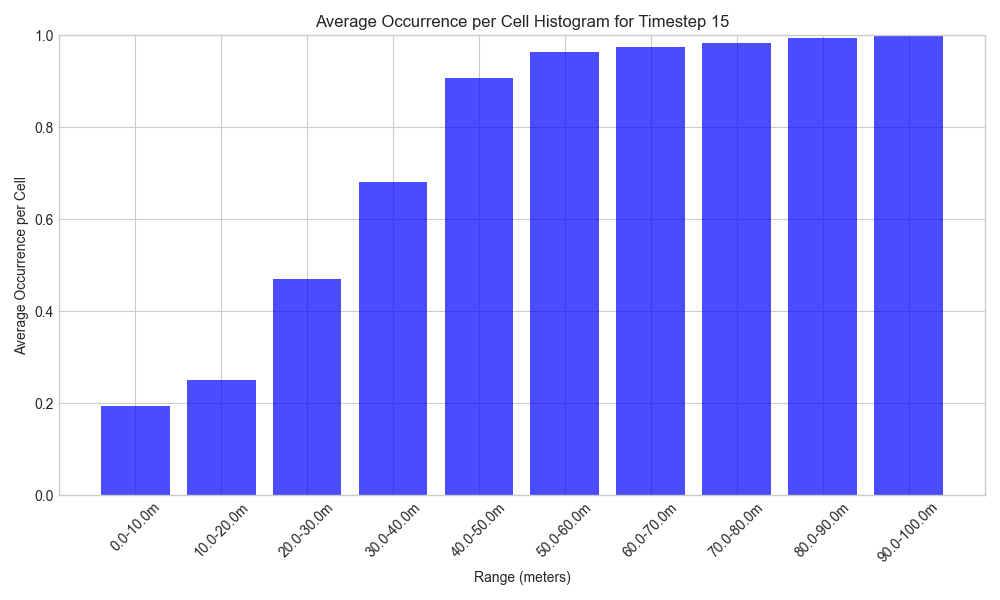 Average Occurrence per Cell Histogram for Timestep 15
Average Occurrence per Cell
1.0
0.8
0.6
0.4
0.2
0.0
0.0-10.0m
10.0-20.0m
20.0-30.0m
30.0-40.0m
40.0-50.0m
50.0-60.0m
60.0-70.0m
70.0-80.0m
80.0-90.0m
90.0-100.0m
Range (meters)